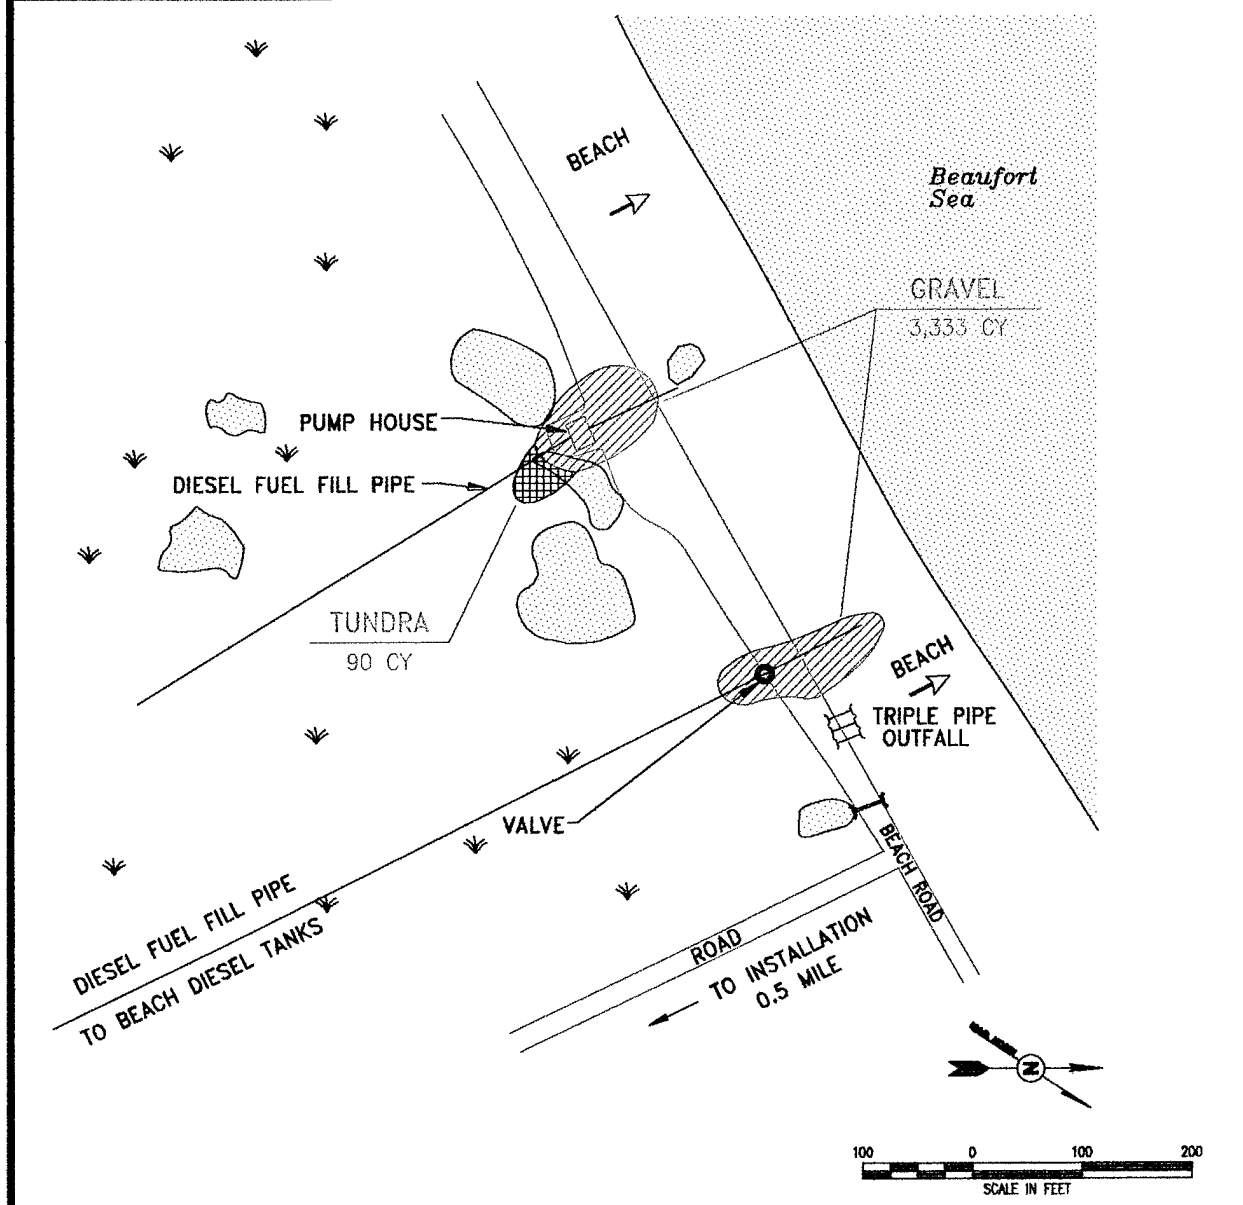 BEACH
Beaufort
Sea
GRAVEL
3,333 CY
PUMP HOUSE
DIESEL FUEL FILL PIPE
TUNDRA
90 CY
BEACH
TRIPLE PIPE
OUTFALL
VALVE
BEACH ROAD
DIESEL FUEL FILL PIPE
TO BEACH DIESEL TANKS
ROAD
TO INSTALLATION
0.5 MILE
N
100 0 100 200
SCALE IN FEET